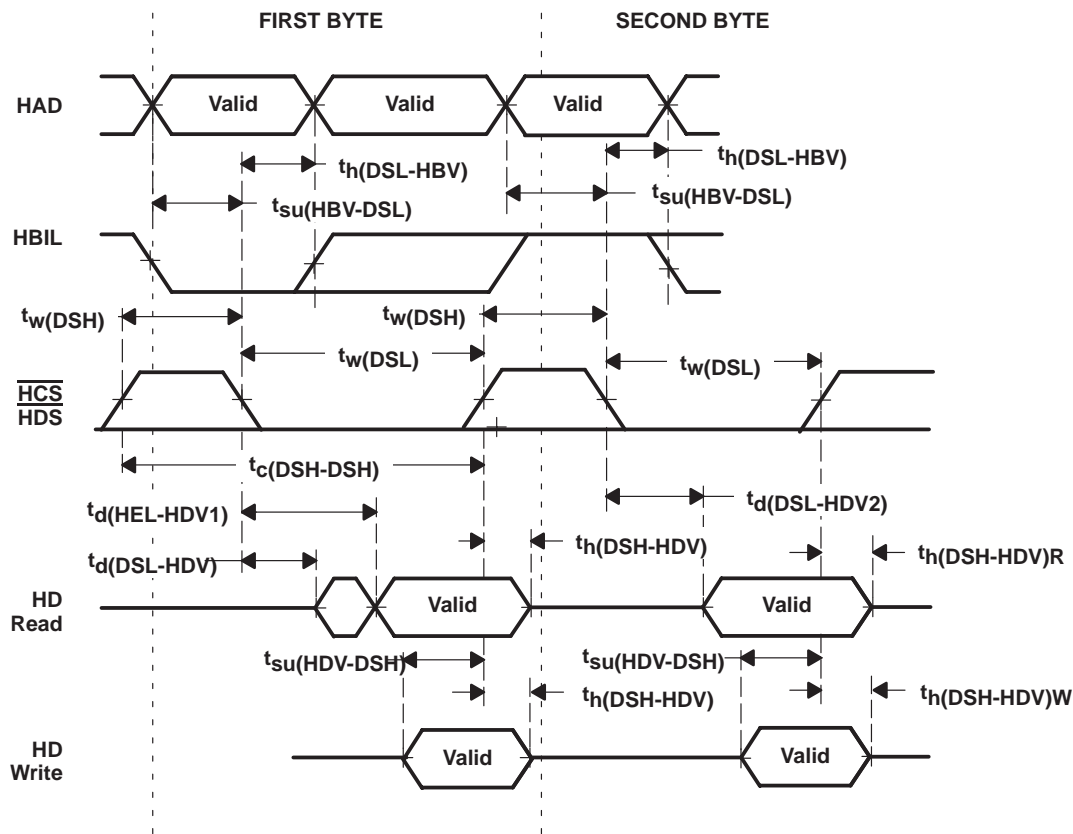 FIRST BYTE SECOND BYTE
HAD Valid Valid Valid
th(DSL-HBV) th(DSL-HBV)
tsu(HBV-DSL) tsu(HBV-DSL)
HBIL
tw(DSH) tw(DSH)
tw(DSL) tw(DSL)
HCS
HDS
tc(DSH-DSH)
td(HEL-HDV1) td(DSL-HDV2)
td(DSL-HDV) th(DSH-HDV) th(DSH-HDV)R
HD
Read Valid Valid
tsu(HDV-DSH) tsu(HDV-DSH)
th(DSH-HDV) th(DSH-HDV)W
HD
Write Valid Valid